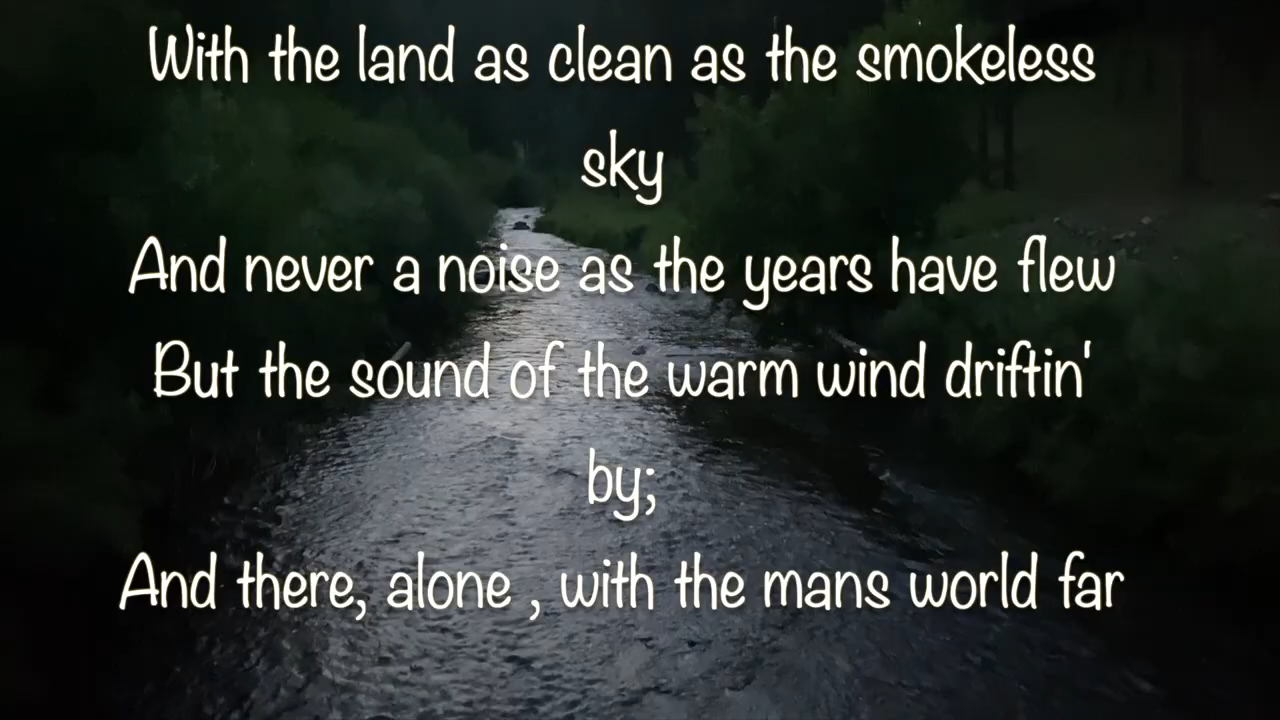 With the land as clean as the smokeless
sky
And never a noise as the years have flew
But the sound of the warm wind driftin'
by;
And there, alone , with the mans world far